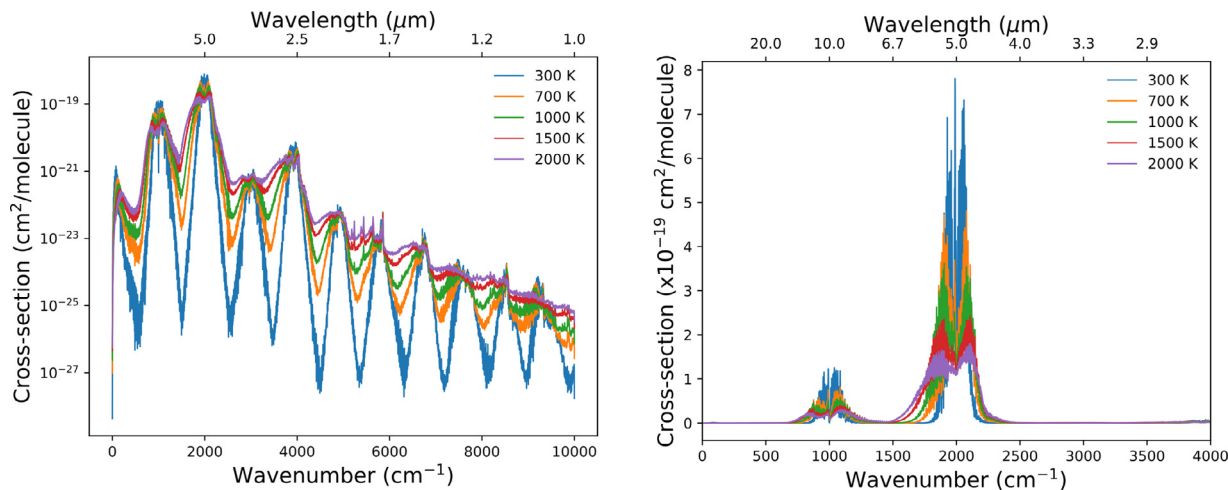 Wavelength (μm)
5.0 2.5 1.7 1.2 1.0
Cross-section (cm²/molecule)
10⁻¹⁹
10⁻²¹
10⁻²³
10⁻²⁵
10⁻²⁷
300 K
700 K
1000 K
1500 K
2000 K
0 2000 4000 6000 8000 10000
Wavenumber (cm⁻¹)
Wavelength (μm)
20.0 10.0 6.7 5.0 4.0 3.3 2.9
Cross-section (x10⁻¹⁹ cm²/molecule)
8
7
6
5
4
3
2
1
0
300 K
700 K
1000 K
1500 K
2000 K
0 500 1000 1500 2000 2500 3000 3500 4000
Wavenumber (cm⁻¹)